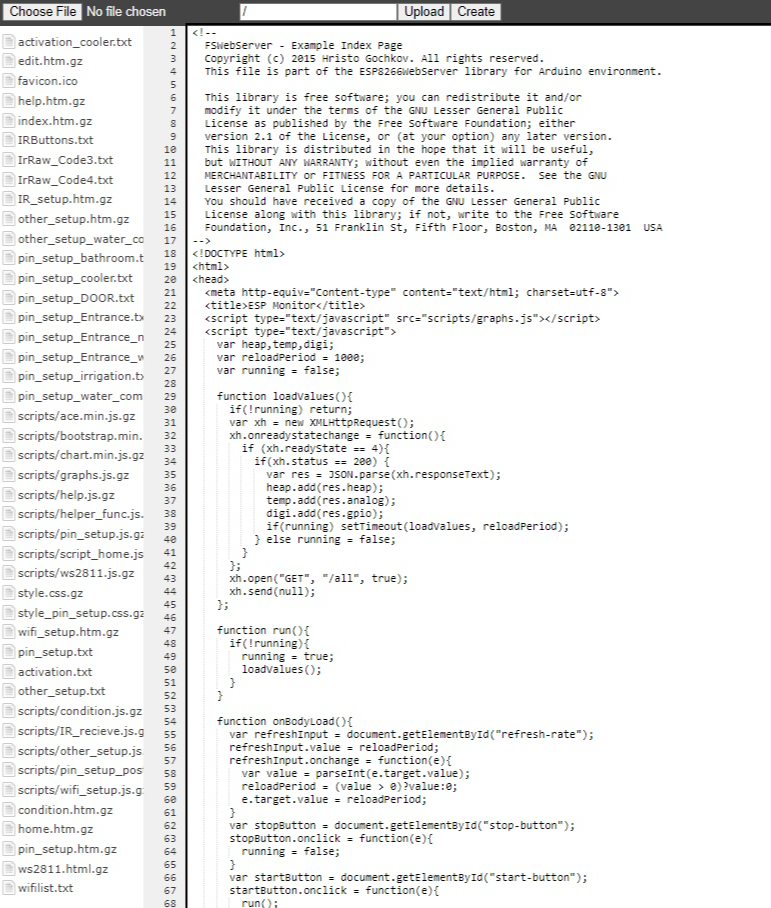 Choose File No file chosen / Upload Create
activation_cooler.txt
edit.htm.gz
favicon.ico
help.htm.gz
index.htm.gz
IRButtons.txt
IrRaw_Code3.txt
IrRaw_Code4.txt
IR_setup.htm.gz
other_setup.htm.gz
other_setup_water_co
pin_setup_bathroom.t
pin_setup_cooler.txt
pin_setup_DOOR.txt
pin_setup_Entrance.tx
pin_setup_Entrance_n
pin_setup_Entrance_w
pin_setup_irrigation.tx
pin_setup_water_com
scripts/ace.min.js.gz
scripts/bootstrap.min.
scripts/chart.min.js.gz
scripts/graphs.js.gz
scripts/help.js.gz
scripts/helper_func.js.
scripts/pin_setup.js.gz
scripts/script_home.js
scripts/ws2811.js.gz
style.css.gz
style_pin_setup.css.gz
wifi_setup.htm.gz
pin_setup.txt
activation.txt
other_setup.txt
scripts/condition.js.gz
scripts/IR_recieve.js.g
scripts/other_setup.js
scripts/pin_setup_pos
scripts/wifi_setup.js.g
condition.htm.gz
home.htm.gz
pin_setup.htm.gz
ws2811.html.gz
wifilist.txt
1 <!--
2 FSWebServer - Example Index Page
3 Copyright (c) 2015 Hristo Gochkov. All rights reserved.
4 This file is part of the ESP8266WebServer library for Arduino environment.
5
6 This library is free software; you can redistribute it and/or
7 modify it under the terms of the GNU Lesser General Public
8 License as published by the Free Software Foundation; either
9 version 2.1 of the License, or (at your option) any later version.
10 This library is distributed in the hope that it will be useful,
11 but WITHOUT ANY WARRANTY; without even the implied warranty of
12 MERCHANTABILITY or FITNESS FOR A PARTICULAR PURPOSE.  See the GNU
13 Lesser General Public License for more details.
14 You should have received a copy of the GNU Lesser General Public
15 License along with this library; if not, write to the Free Software
16 Foundation, Inc., 51 Franklin St, Fifth Floor, Boston, MA  02110-1301  USA
17 -->
18 <!DOCTYPE html>
19 <html>
20 <head>
21 <meta http-equiv="Content-type" content="text/html; charset=utf-8">
22 <title>ESP Monitor</title>
23 <script type="text/javascript" src="scripts/graphs.js"></script>
24 <script type="text/javascript">
25 var heap,temp,digi;
26 var reloadPeriod = 1000;
27 var running = false;
28
29 function loadValues(){
30 if(!running) return;
31 var xh = new XMLHttpRequest();
32 xh.onreadystatechange = function(){
33 if (xh.readyState == 4){
34 if(xh.status == 200) {
35 var res = JSON.parse(xh.responseText);
36 heap.add(res.heap);
37 temp.add(res.analog);
38 digi.add(res.gpio);
39 if(running) setTimeout(loadValues, reloadPeriod);
40 } else running = false;
41 }
42 };
43 xh.open("GET", "/all", true);
44 xh.send(null);
45 };
46
47 function run(){
48 if(!running){
49 running = true;
50 loadValues();
51 }
52 }
53
54 function onBodyLoad(){
55 var refreshInput = document.getElementById("refresh-rate");
56 refreshInput.value = reloadPeriod;
57 refreshInput.onchange = function(e){
58 var value = parseInt(e.target.value);
59 reloadPeriod = (value > 0)?value:0;
60 e.target.value = reloadPeriod;
61 }
62 var stopButton = document.getElementById("stop-button");
63 stopButton.onclick = function(e){
64 running = false;
65 }
66 var startButton = document.getElementById("start-button");
67 startButton.onclick = function(e){
68 run();